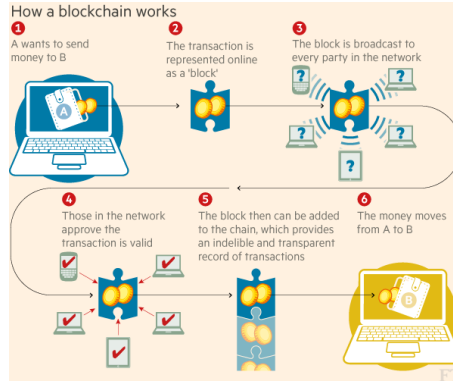 How a blockchain works
1
A wants to send
money to B
2
The transaction is
represented online
as a 'block'
3
The block is broadcast to
every party in the network
A
?
?
?
?
?
4
Those in the network
approve the
transaction is valid
5
The block then can be added
to the chain, which provides
an indelible and transparent
record of transactions
6
The money moves
from A to B
B